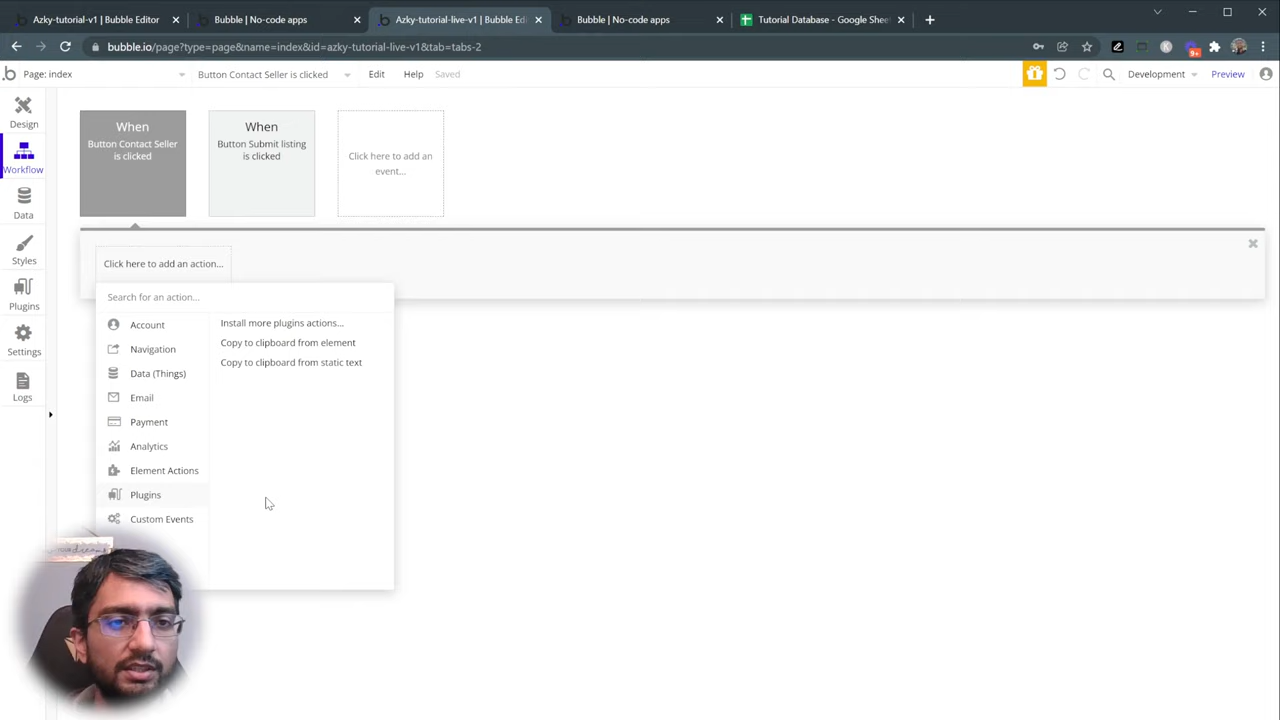 Azky-tutorial-v1 | Bubble Editor
Bubble | No-code apps
Azky-tutorial-live-v1 | Bubble Edi
Bubble | No-code apps
Tutorial Database - Google Shee
bubble.io/page?type=page&name=index&id=azky-tutorial-live-v1&tab=tabs-2
9+
Page: index
Button Contact Seller is clicked
Edit
Help
Saved
Development
Preview
Design
Workflow
Data
Styles
Plugins
Settings
Logs
When
Button Contact Seller
is clicked
When
Button Submit listing
is clicked
Click here to add an
event...
Click here to add an action...
Search for an action...
Account
Navigation
Data (Things)
Email
Payment
Analytics
Element Actions
Plugins
Custom Events
Install more plugins actions...
Copy to clipboard from element
Copy to clipboard from static text